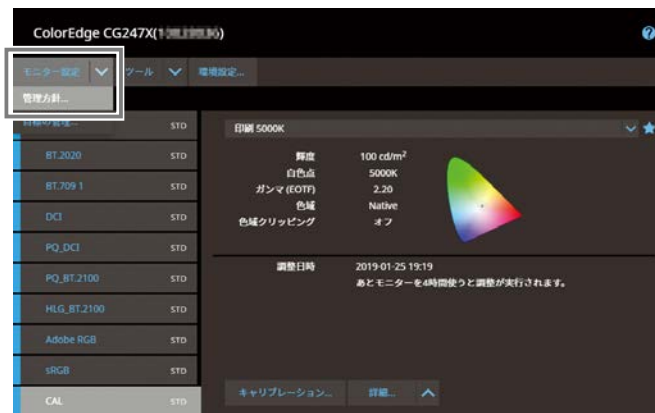 ColorEdge CG247X(
モニター設定 ツール 環境設定...
管理方針...
目標の管理... STD
BT.2020 STD
BT.709 1 STD
DCI STD
PQ_DCI STD
PQ_BT.2100 STD
HLG_BT.2100 STD
Adobe RGB STD
sRGB STD
CAL STD
印刷 5000K
輝度 100 cd/m²
白色点 5000K
ガンマ (EOTF) 2.20
色域 Native
色域クリッピング オフ
調整日時 2019-01-25 19:19
あとモニターを4時間使うと調整が実行されます。
キャリブレーション... 詳細...